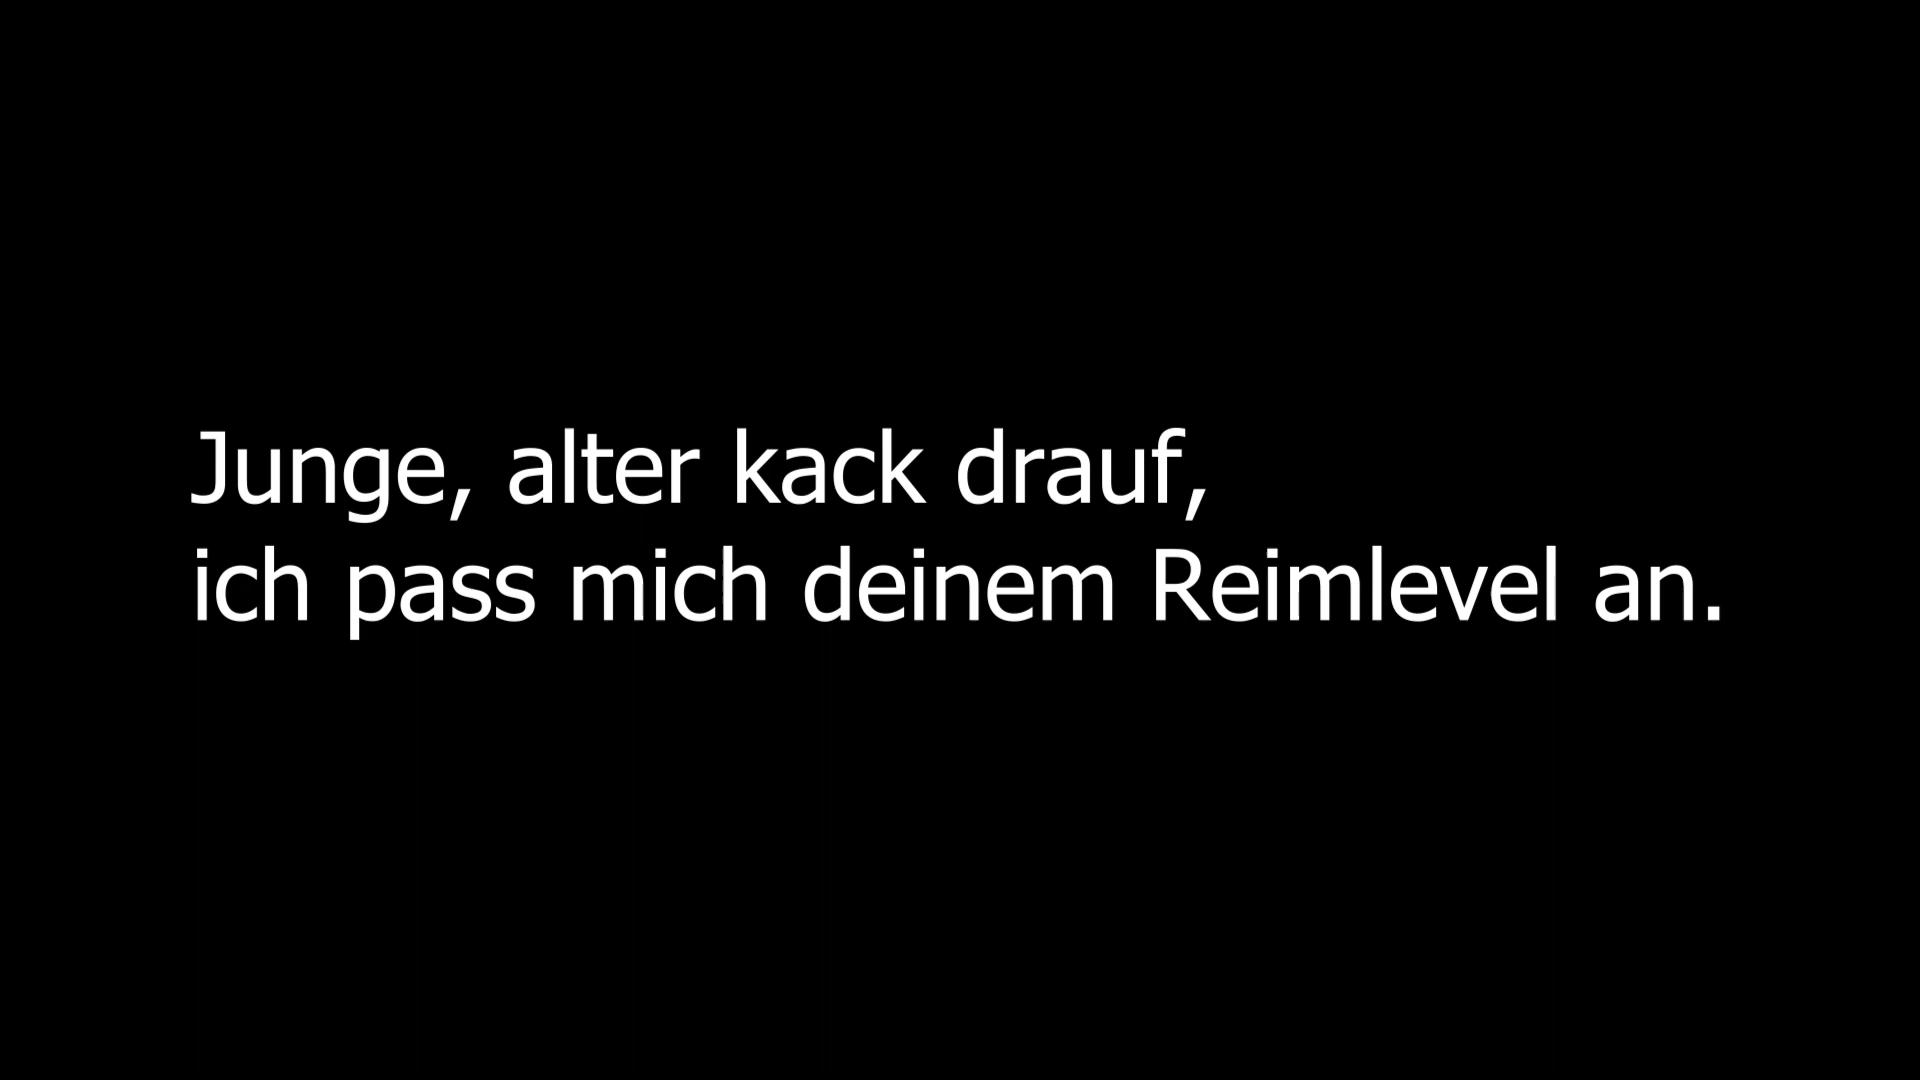 Junge, alter kack drauf,
ich pass mich deinem Reimlevel an.